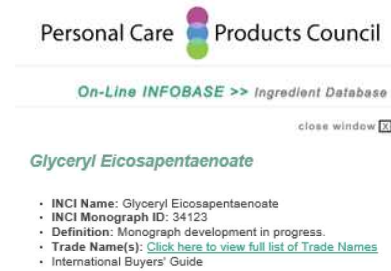 Personal Care Products Council
On-Line INFOBASE >> Ingredient Database
close window X
Glyceryl Eicosapentaenoate
• INCI Name: Glyceryl Eicosapentaenoate
• INCI Monograph ID: 34123
• Definition: Monograph development in progress.
• Trade Name(s): Click here to view full list of Trade Names
• International Buyers' Guide